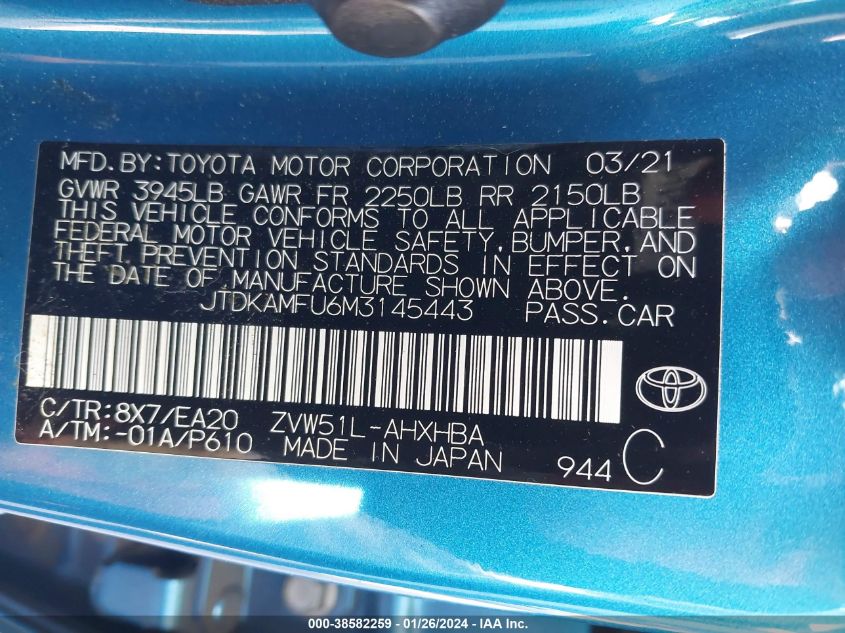 MFD.BY:TOYOTA MOTOR CORPORATION 03/21
GVWR 3945LB GAWR FR 2250LB RR 2150LB
THIS VEHICLE CONFORMS TO ALL APPLICABLE
FEDERAL MOTOR VEHICLE SAFETY,BUMPER,AND
THEFT PREVENTION STANDARDS IN EFFECT ON
THE DATE OF MANUFACTURE SHOWN ABOVE.
JTDKAMFU6M3145443 PASS.CAR
C/TR:8X7/EA20 ZVW51L-AHXHBA
A/TM:-01A/P610 MADE IN JAPAN 944 C
000-38582259 - 01/26/2024 - IAA